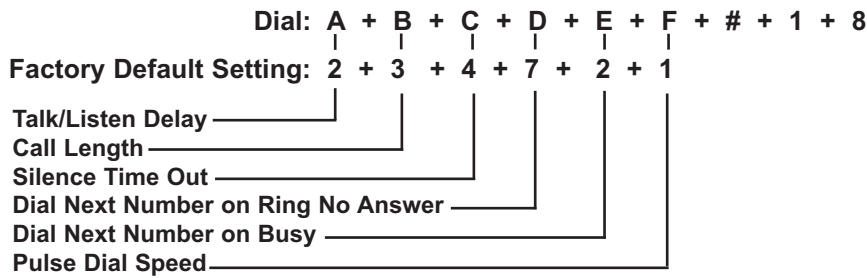 Dial: A + B + C + D + E + F + # + 1 + 8
Factory Default Setting: 2 + 3 + 4 + 7 + 2 + 1
Talk/Listen Delay
Call Length
Silence Time Out
Dial Next Number on Ring No Answer
Dial Next Number on Busy
Pulse Dial Speed